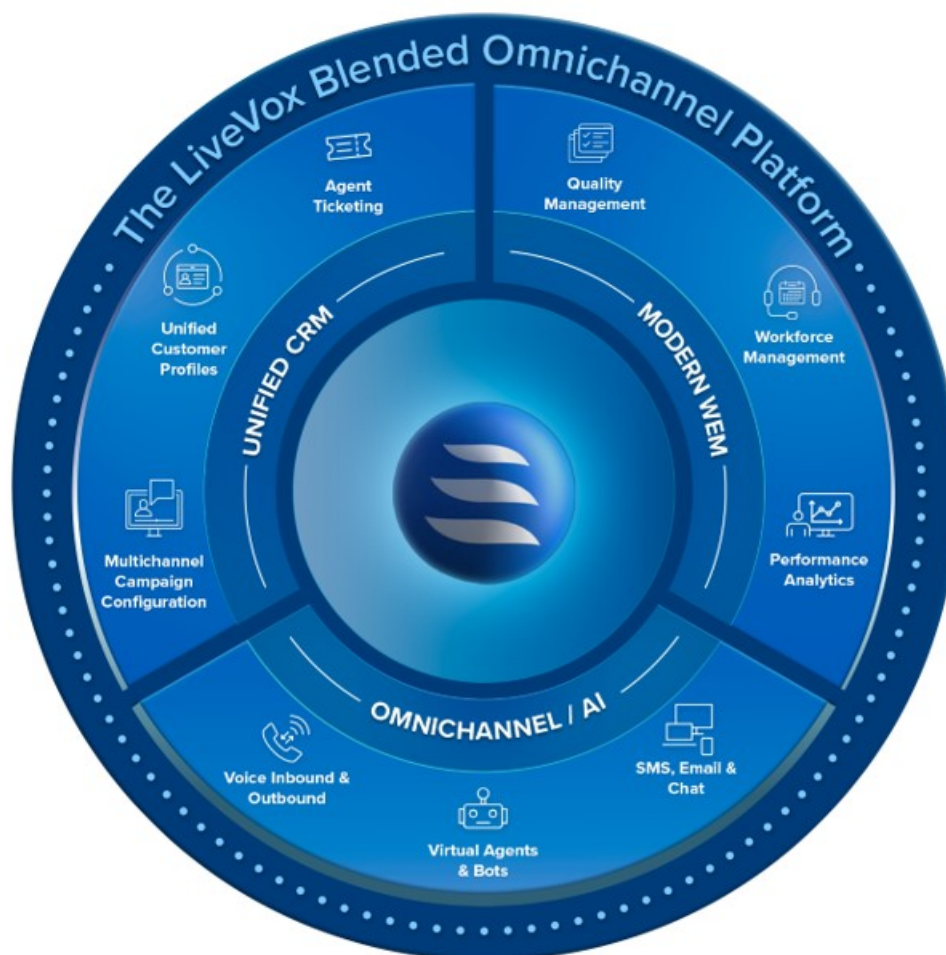 The LiveVox Blended Omnichannel Platform
Agent
Ticketing
Quality
Management
Unified
Customer
Profiles
Workforce
Management
UNIFIED CRM
MODERN WEM
Multichannel
Campaign
Configuration
Performance
Analytics
OMNICHANNEL / AI
Voice Inbound &
Outbound
SMS, Email &
Chat
Virtual Agents
& Bots